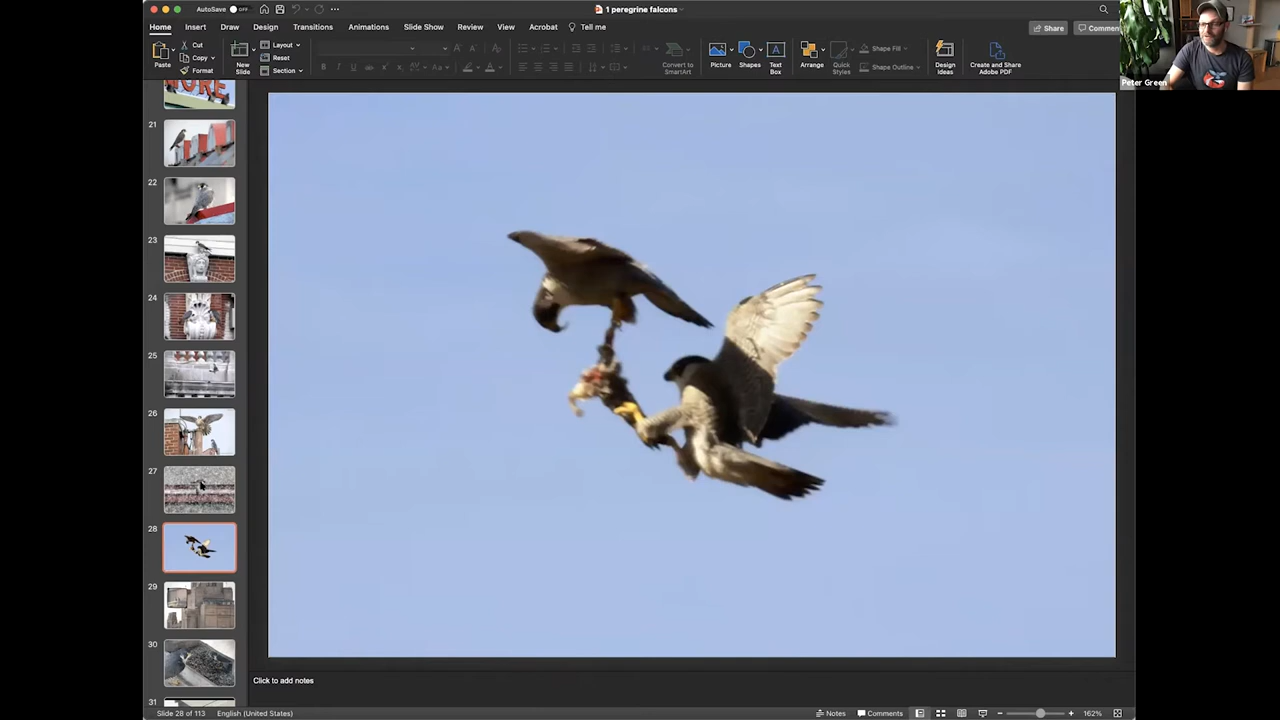 AutoSave OFF
1 peregrine falcons
Home Insert Draw Design Transitions Animations Slide Show Review View Acrobat Tell me
Share
Comments
Paste
Cut
Copy
Format
New Slide
Layout
Reset
Section
Convert to SmartArt
Picture
Shapes
Text Box
Arrange
Quick Styles
Shape Fill
Shape Outline
Design Ideas
Create and Share Adobe PDF
Peter Green
MORE
21
22
23
24
25
26
27
28
29
30
31
Click to add notes
Slide 28 of 113 English (United States) Notes Comments 162%